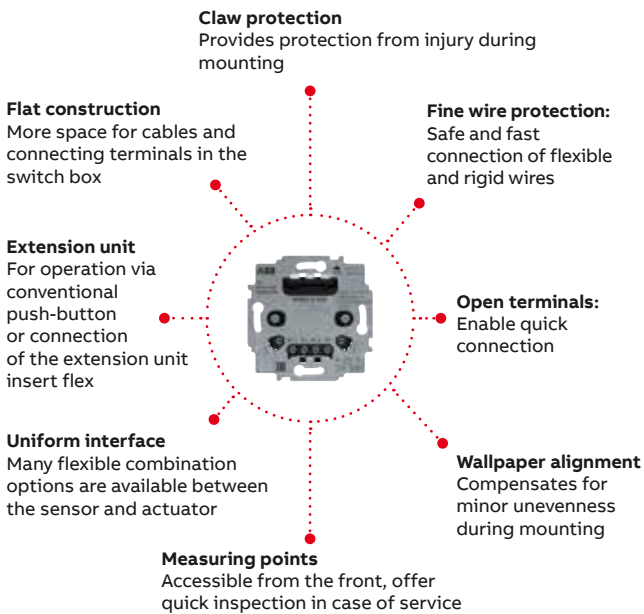 Claw protection
Provides protection from injury during
mounting
Flat construction
More space for cables and
connecting terminals in the
switch box
Fine wire protection:
Safe and fast
connection of flexible
and rigid wires
Extension unit
For operation via
conventional
push-button
or connection
of the extension unit
insert flex
ABB
Open terminals:
Enable quick
connection
Uniform interface
Many flexible combination
options are available between
the sensor and actuator
Wallpaper alignment
Compensates for
minor unevenness
during mounting
Measuring points
Accessible from the front, offer
quick inspection in case of service